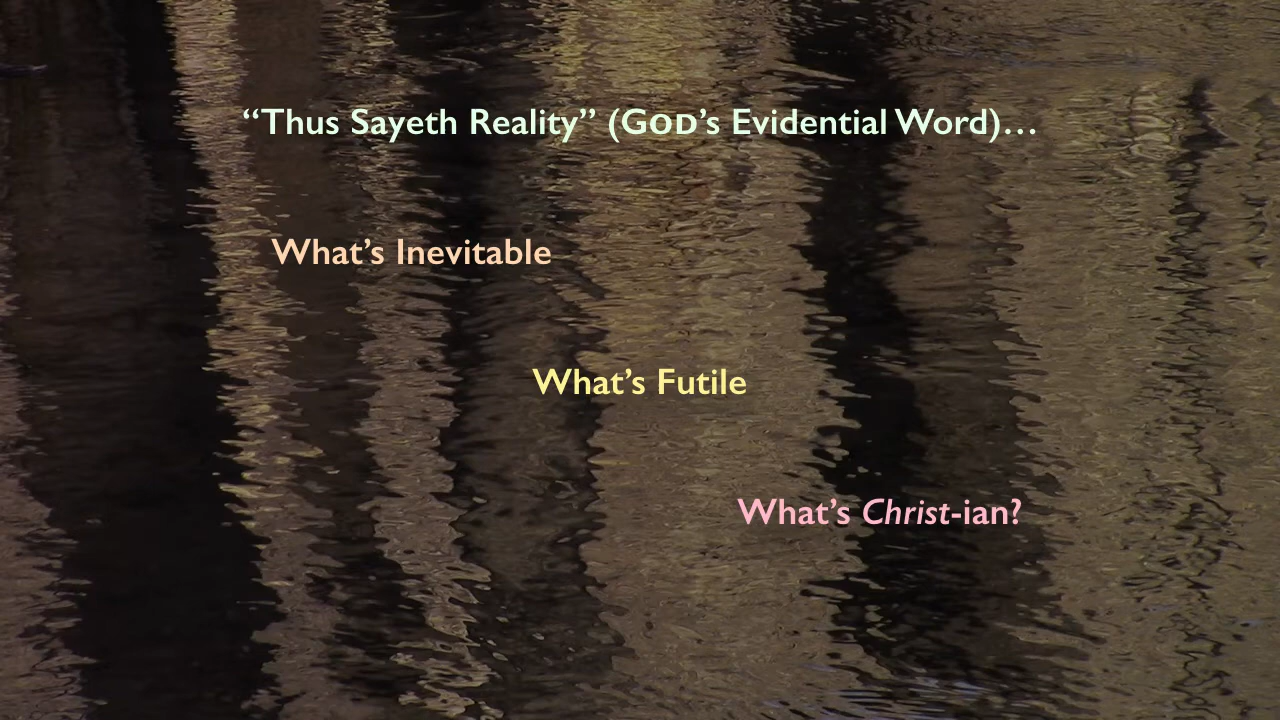 “Thus Sayeth Reality” (GOD’s Evidential Word)…
What’s Inevitable
What’s Futile
What’s Christ-ian?